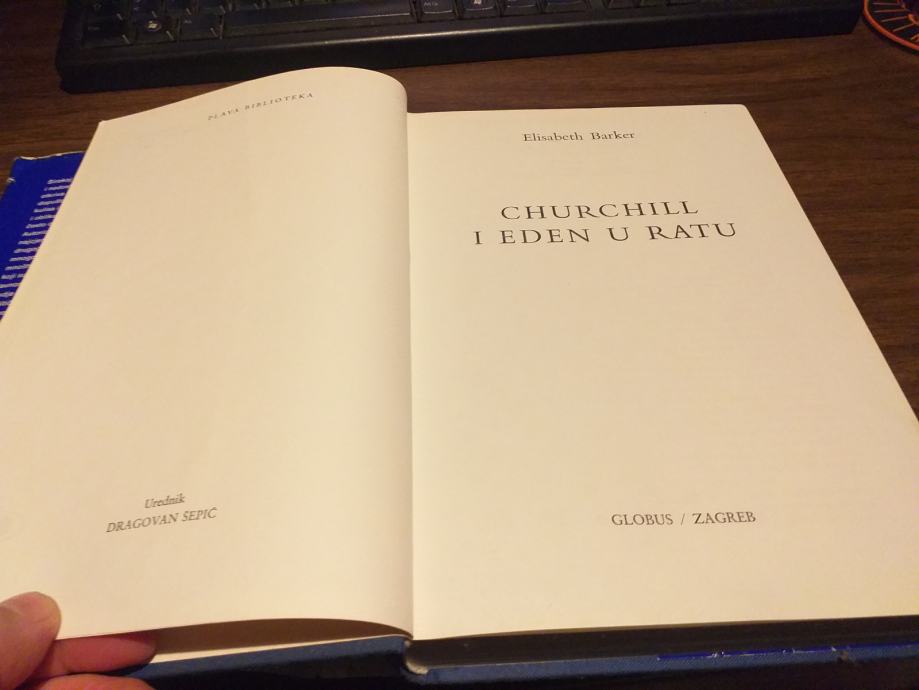 PLAVA BIBLIOTEKA
Urednik
DRAGOVAN ŠEPIĆ
Elisabeth Barker
CHURCHILL
I EDEN U RATU
GLOBUS / ZAGREB